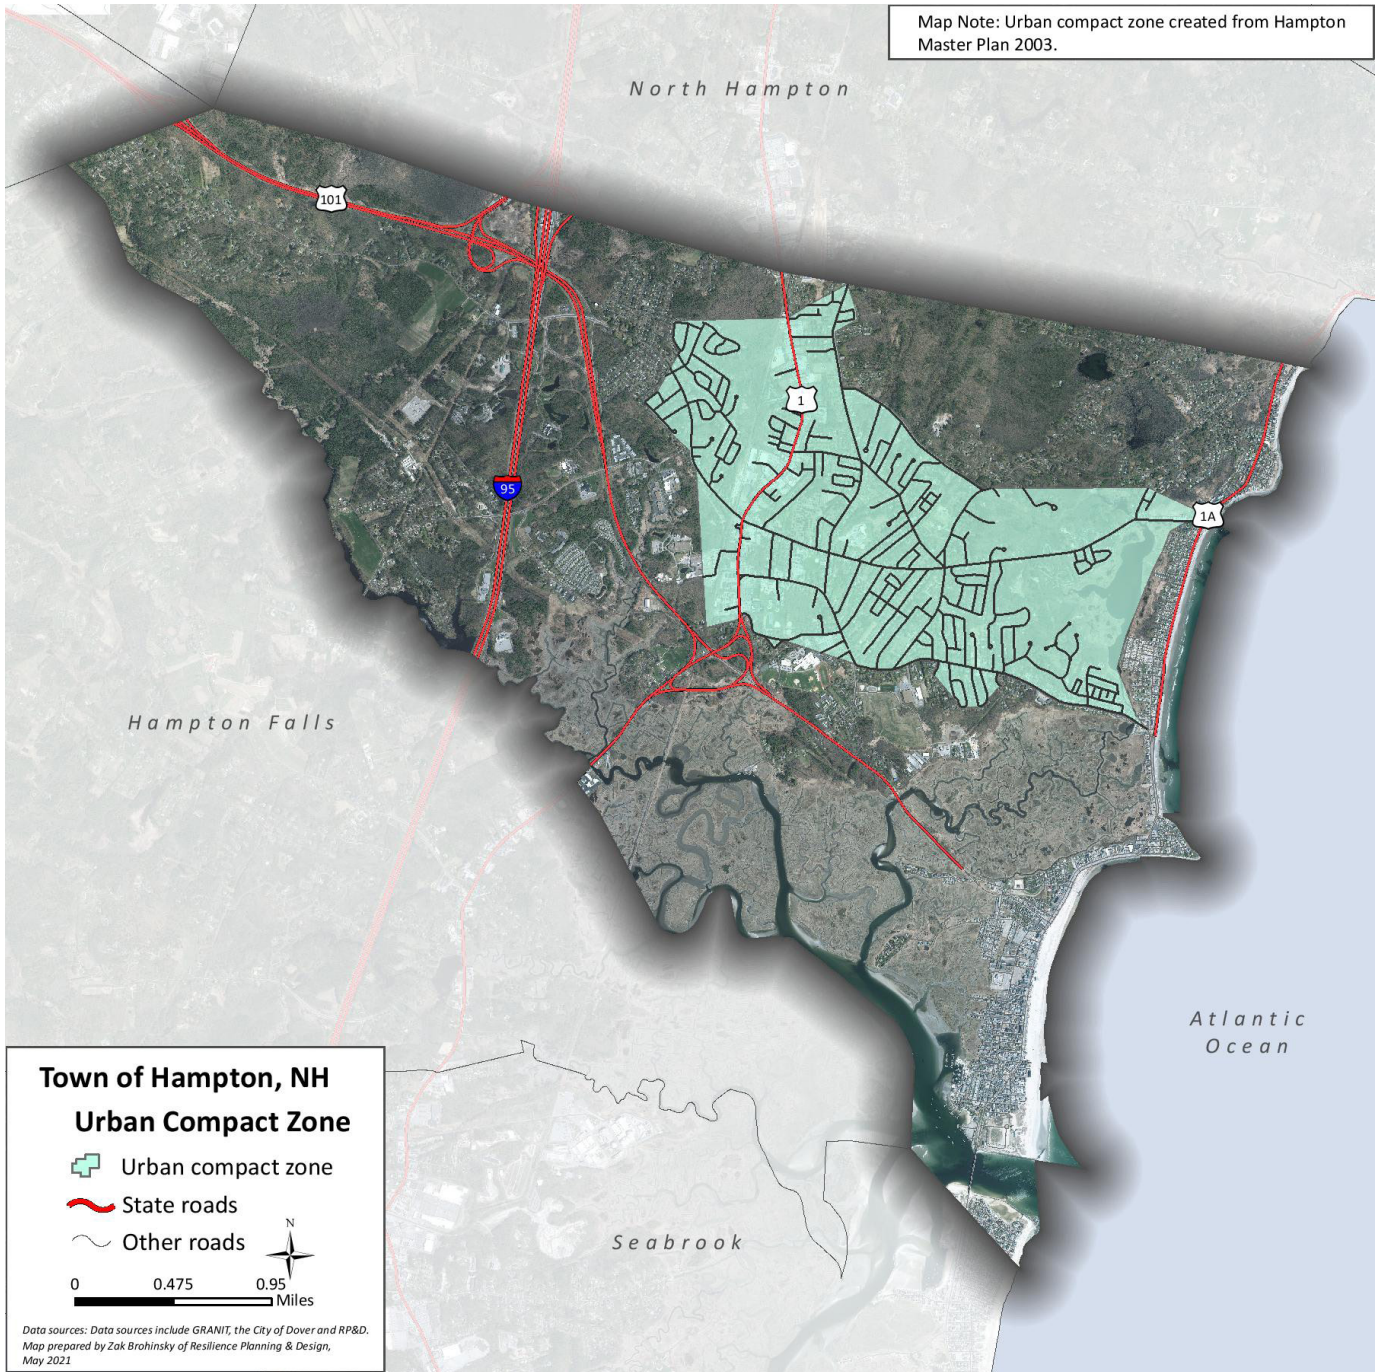 Map Note: Urban compact zone created from Hampton
Master Plan 2003.
North Hampton
101
1
95
1A
Hampton Falls
Atlantic
Ocean
Seabrook
Town of Hampton, NH
Urban Compact Zone
Urban compact zone
State roads
Other roads
N
0 0.475 0.95
Miles
Data sources: Data sources include GRANIT, the City of Dover and RP&D.
Map prepared by Zak Brohinsky of Resilience Planning & Design,
May 2021